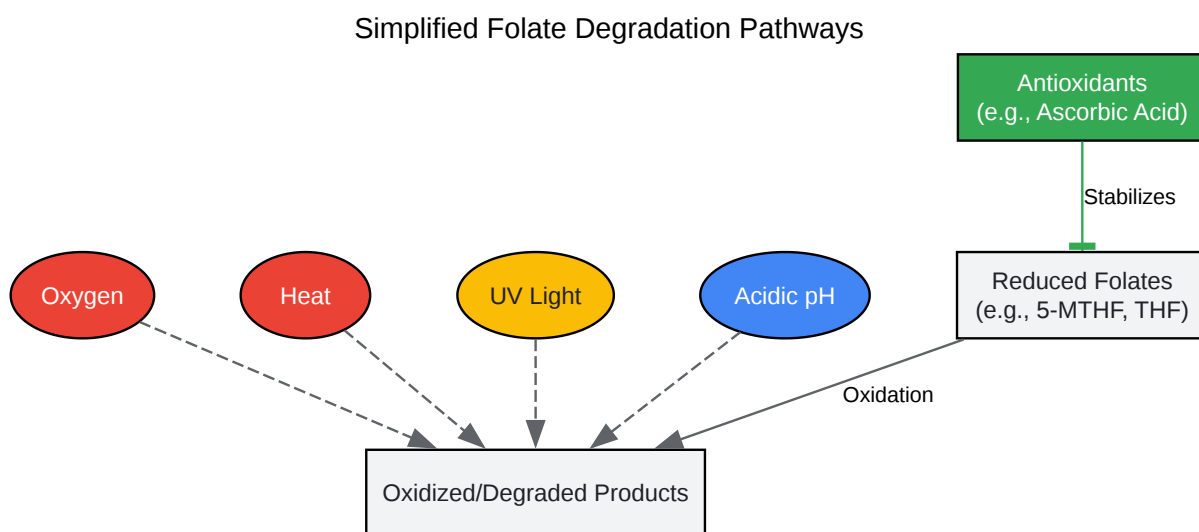 Simplified Folate Degradation Pathways
Antioxidants
(e.g., Ascorbic Acid)
Stabilizes
Oxygen
Heat
UV Light
Acidic pH
Reduced Folates
(e.g., 5-MTHF, THF)
Oxidation
Oxidized/Degraded Products